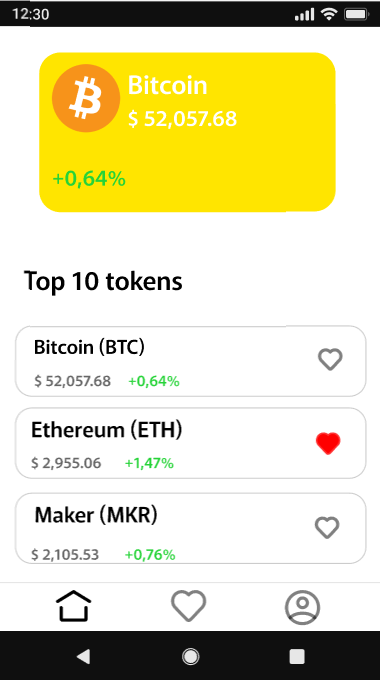 12:30
Bitcoin
$ 52,057.68
+0,64%
Top 10 tokens
Bitcoin (BTC)
$ 52,057.68 +0,64%
Ethereum (ETH)
$ 2,955.06 +1,47%
Maker (MKR)
$ 2,105.53 +0,76%